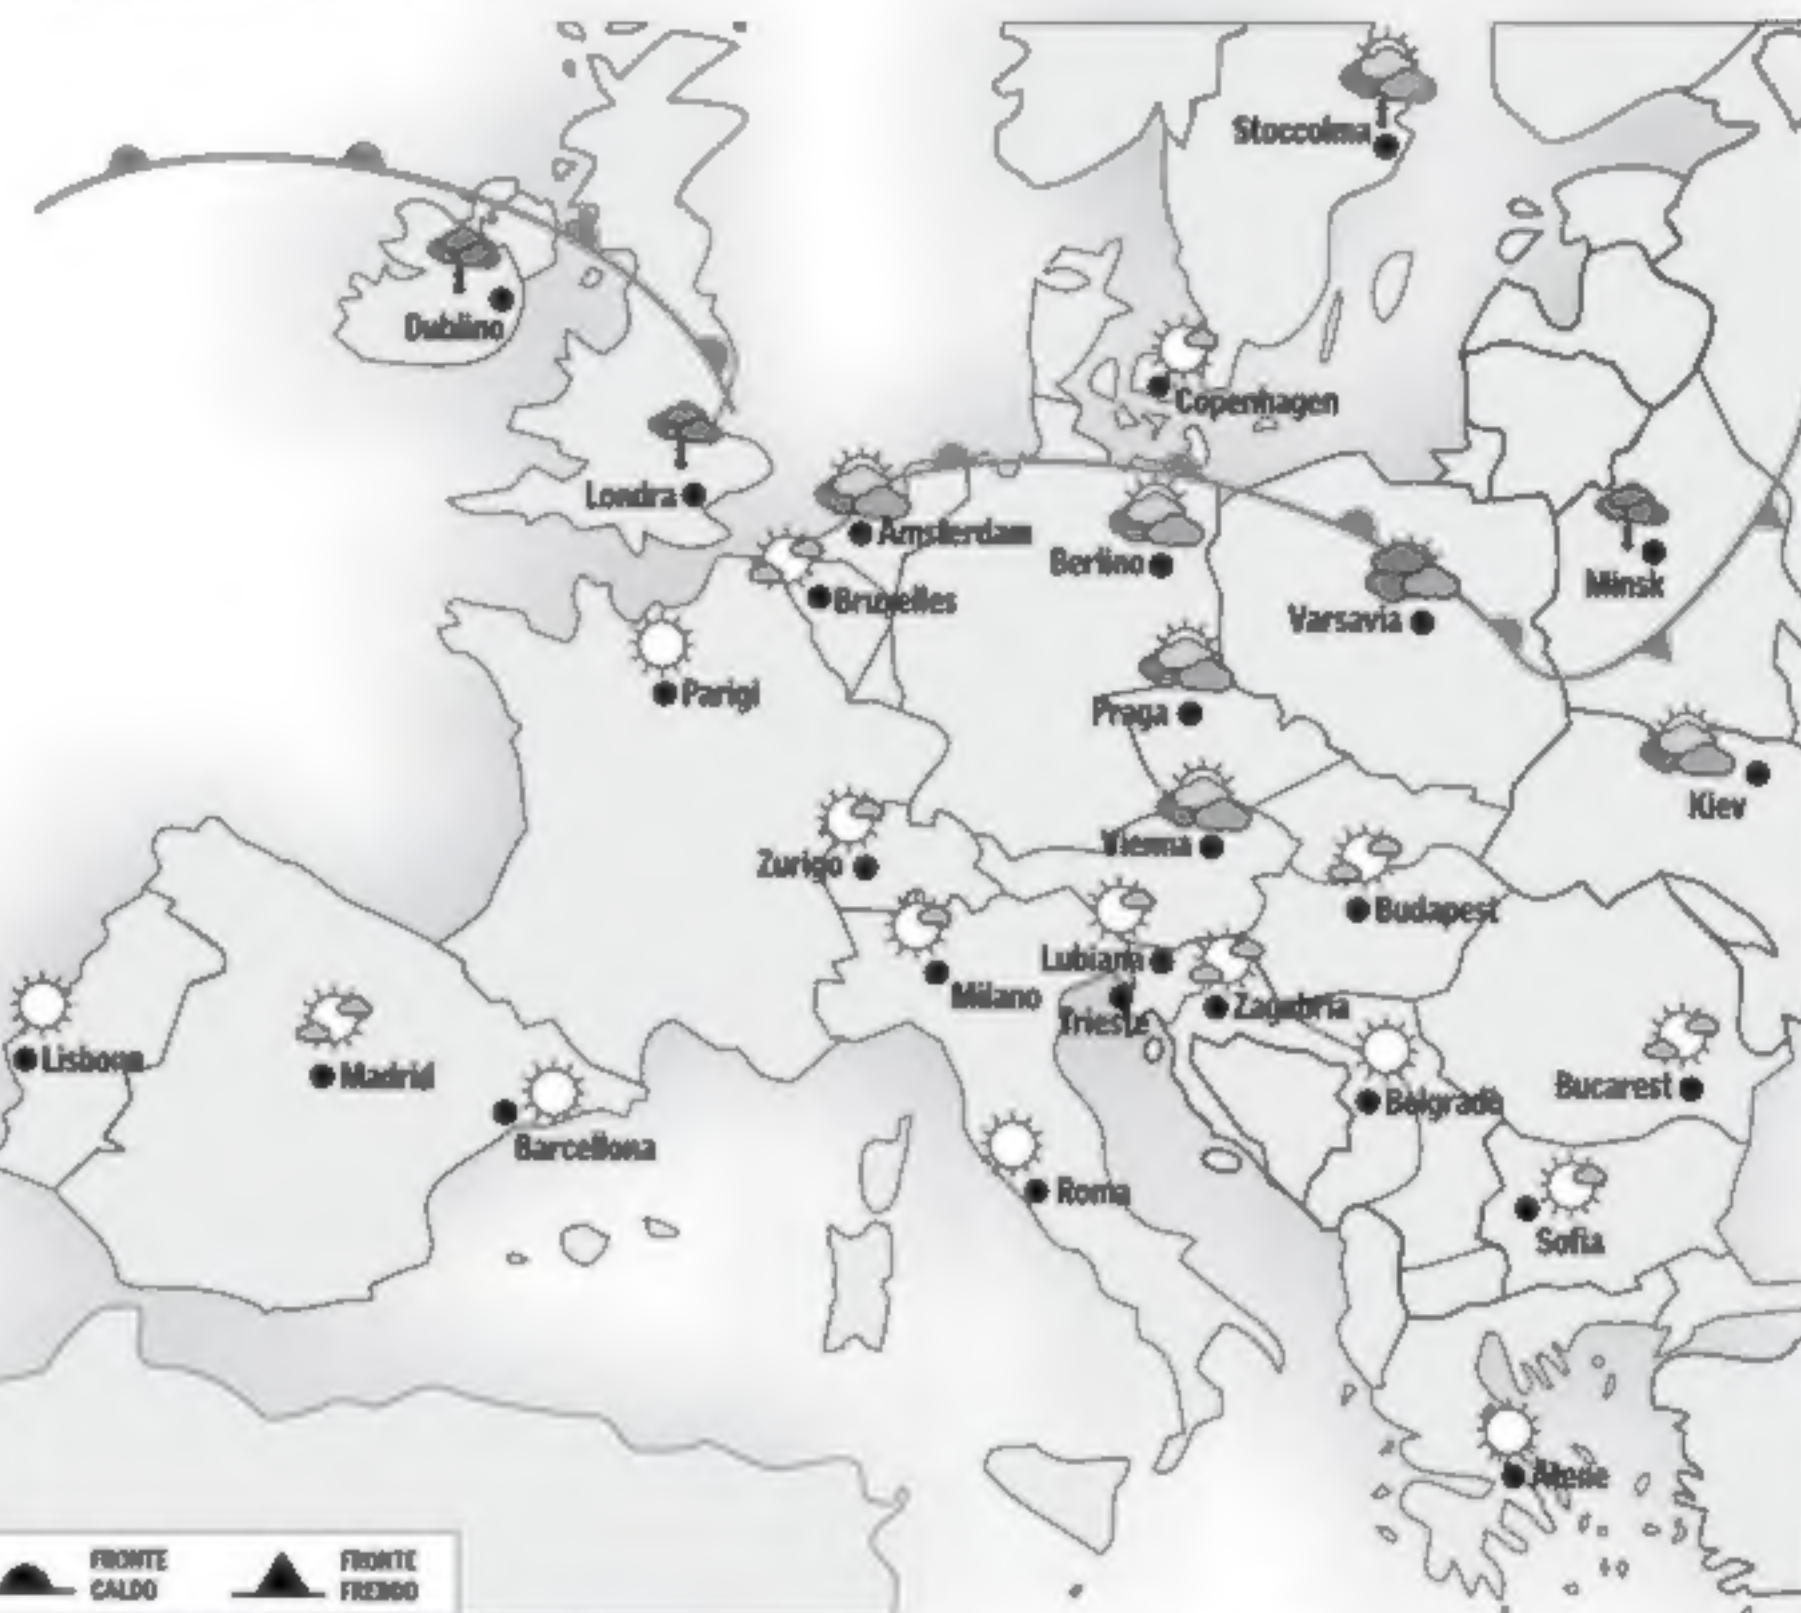 Stoccolma
Dublino
Copenhagen
Londra
Amsterdam
Berlino
Bruxelles
Minsk
Varsavia
Parigi
Praga
Kiev
Vienna
Zurigo
Budapest
Lubiana
Milano
Zagabria
Trieste
Lisbona
Madrid
Bucarest
Belgrado
Barcellona
Roma
Sofia
Atene
FRONTE
CALDO
FRONTE
FREDDO